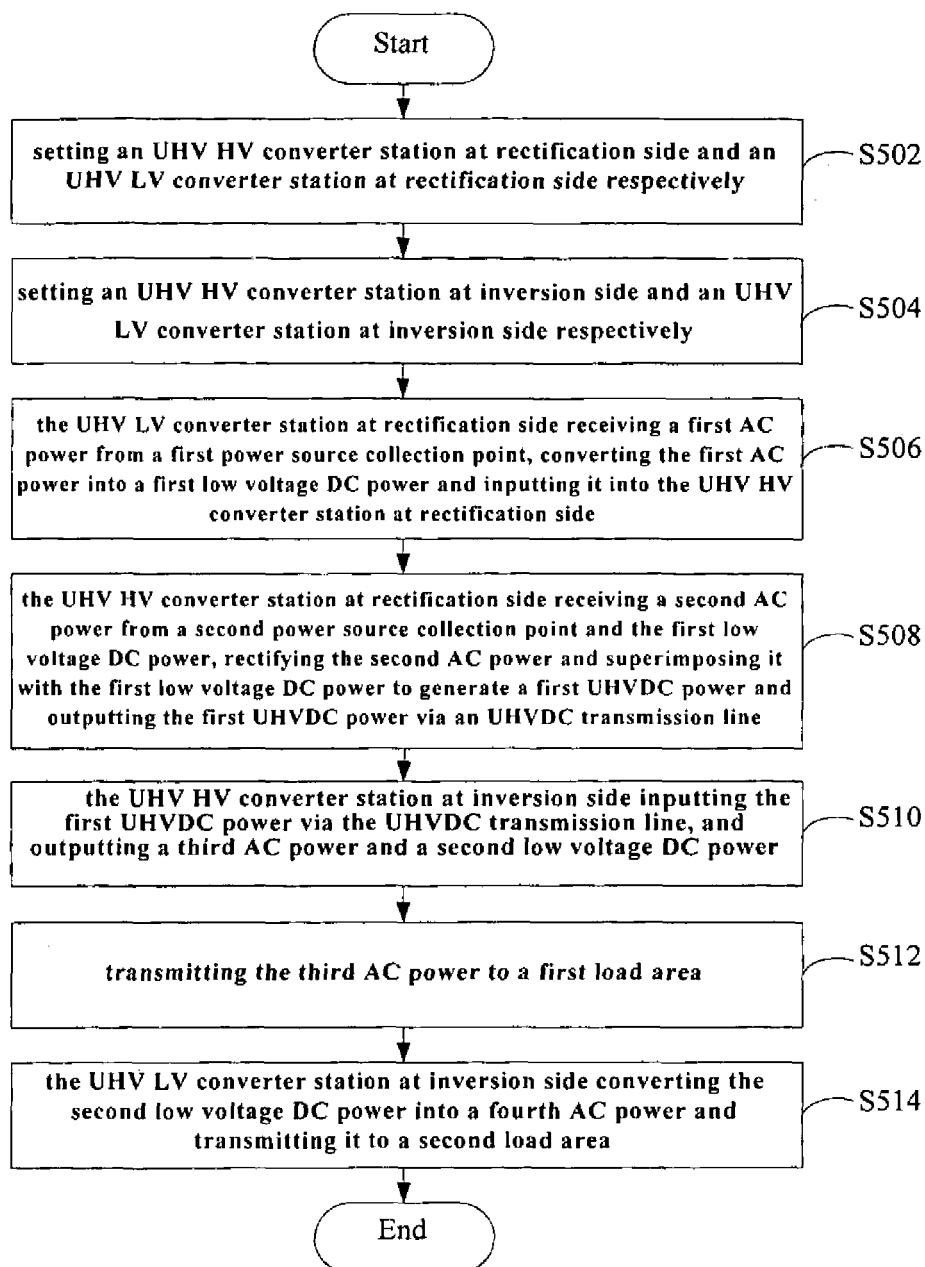 Start
setting an UHV HV converter station at rectification side and an
UHV LV converter station at rectification side respectively
S502
setting an UHV HV converter station at inversion side and an UHV
LV converter station at inversion side respectively
S504
the UHV LV converter station at rectification side receiving a first AC
power from a first power source collection point, converting the first AC
power into a first low voltage DC power and inputting it into the UHV HV
converter station at rectification side
S506
the UHV HV converter station at rectification side receiving a second AC
power from a second power source collection point and the first low
voltage DC power, rectifying the second AC power and superimposing it
with the first low voltage DC power to generate a first UHVDC power and
outputting the first UHVDC power via an UHVDC transmission line
S508
the UHV HV converter station at inversion side inputting the
first UHVDC power via the UHVDC transmission line, and
outputting a third AC power and a second low voltage DC power
S510
transmitting the third AC power to a first load area
S512
the UHV LV converter station at inversion side converting the
second low voltage DC power into a fourth AC power and
transmitting it to a second load area
S514
End